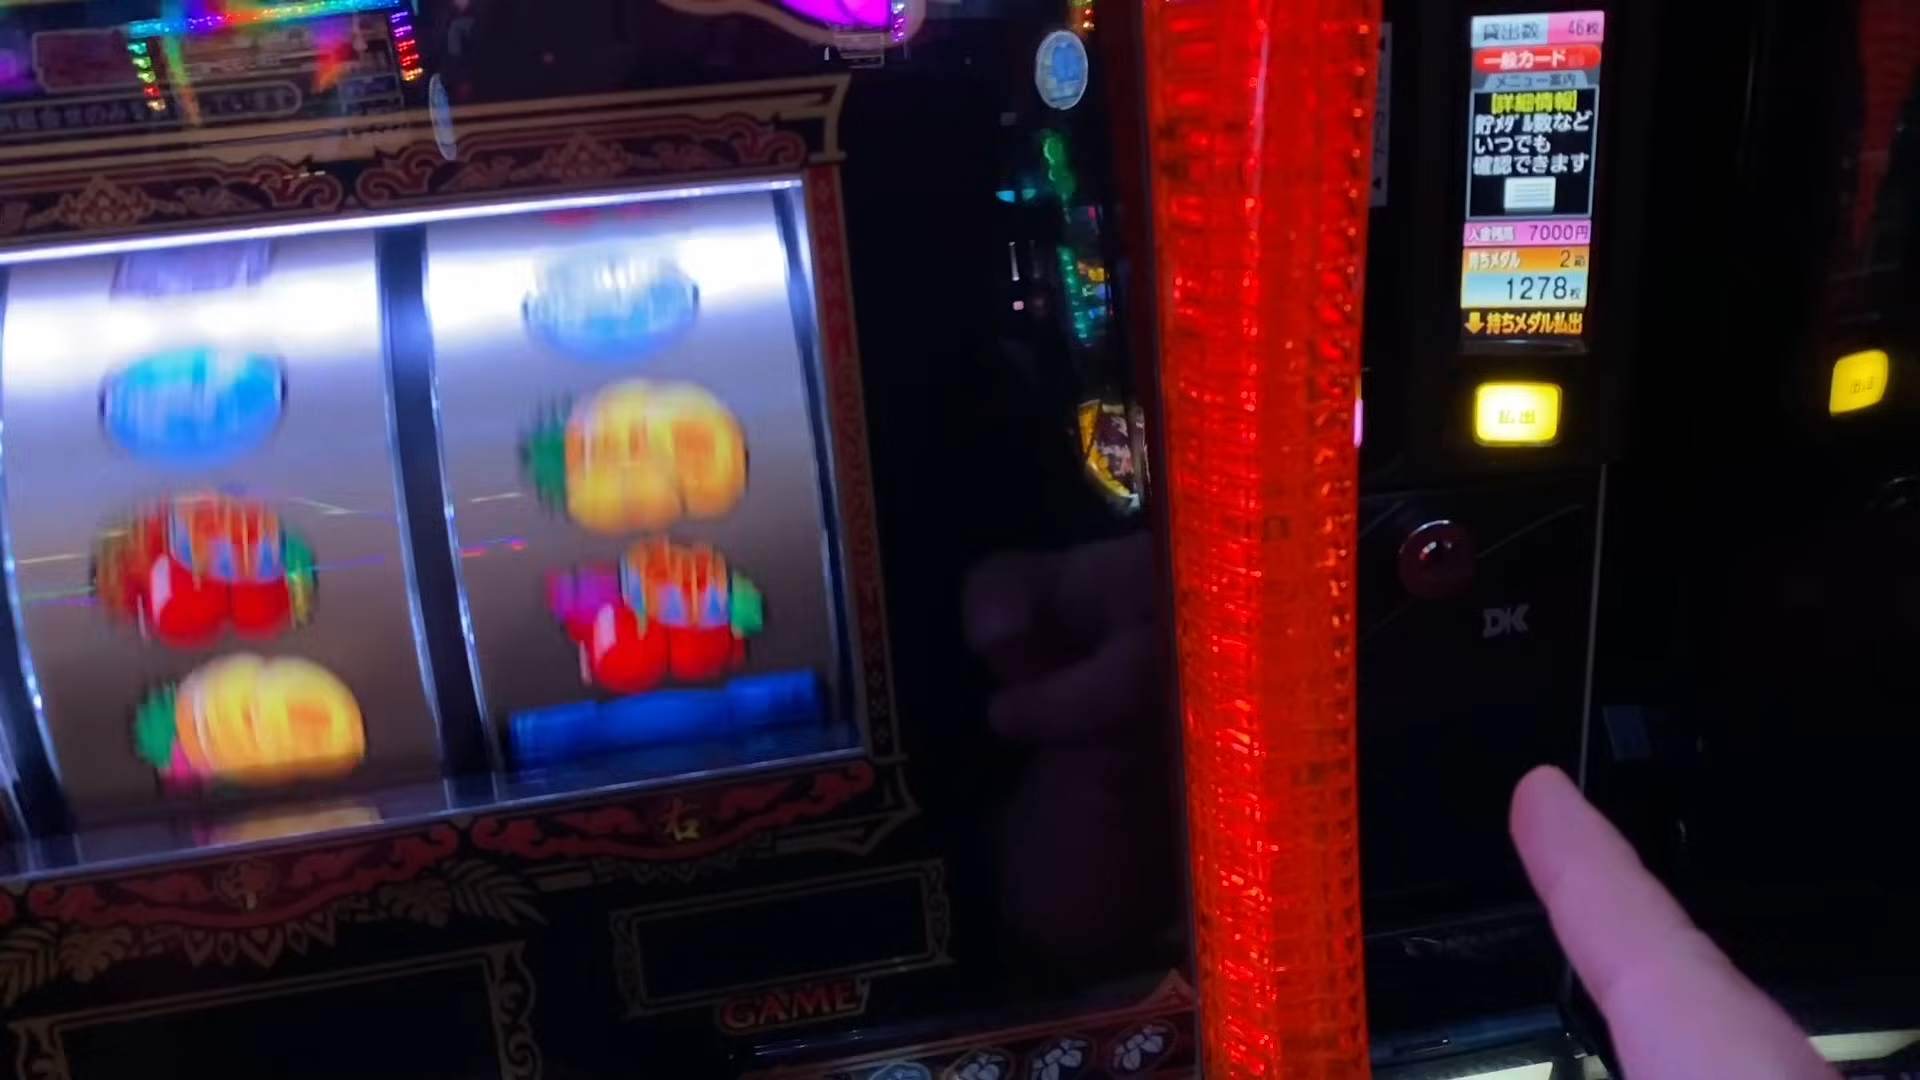 貸出数 46枚
一般カード
メニュー案内
【詳細情報】
貯メダル数など
いつでも
確認できます
入金残高 7000円
持ちメダル 2箱
1278枚
持ちメダル払出
払出
DK
中
右
GAME